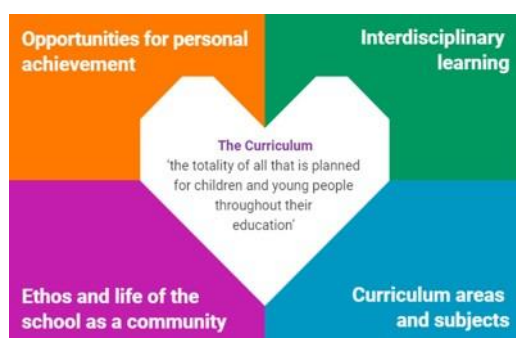 Opportunities for personal
achievement
Interdisciplinary
learning
The Curriculum
'the totality of all that is planned
for children and young people
throughout their
education'
Ethos and life of the
school as a community
Curriculum areas
and subjects